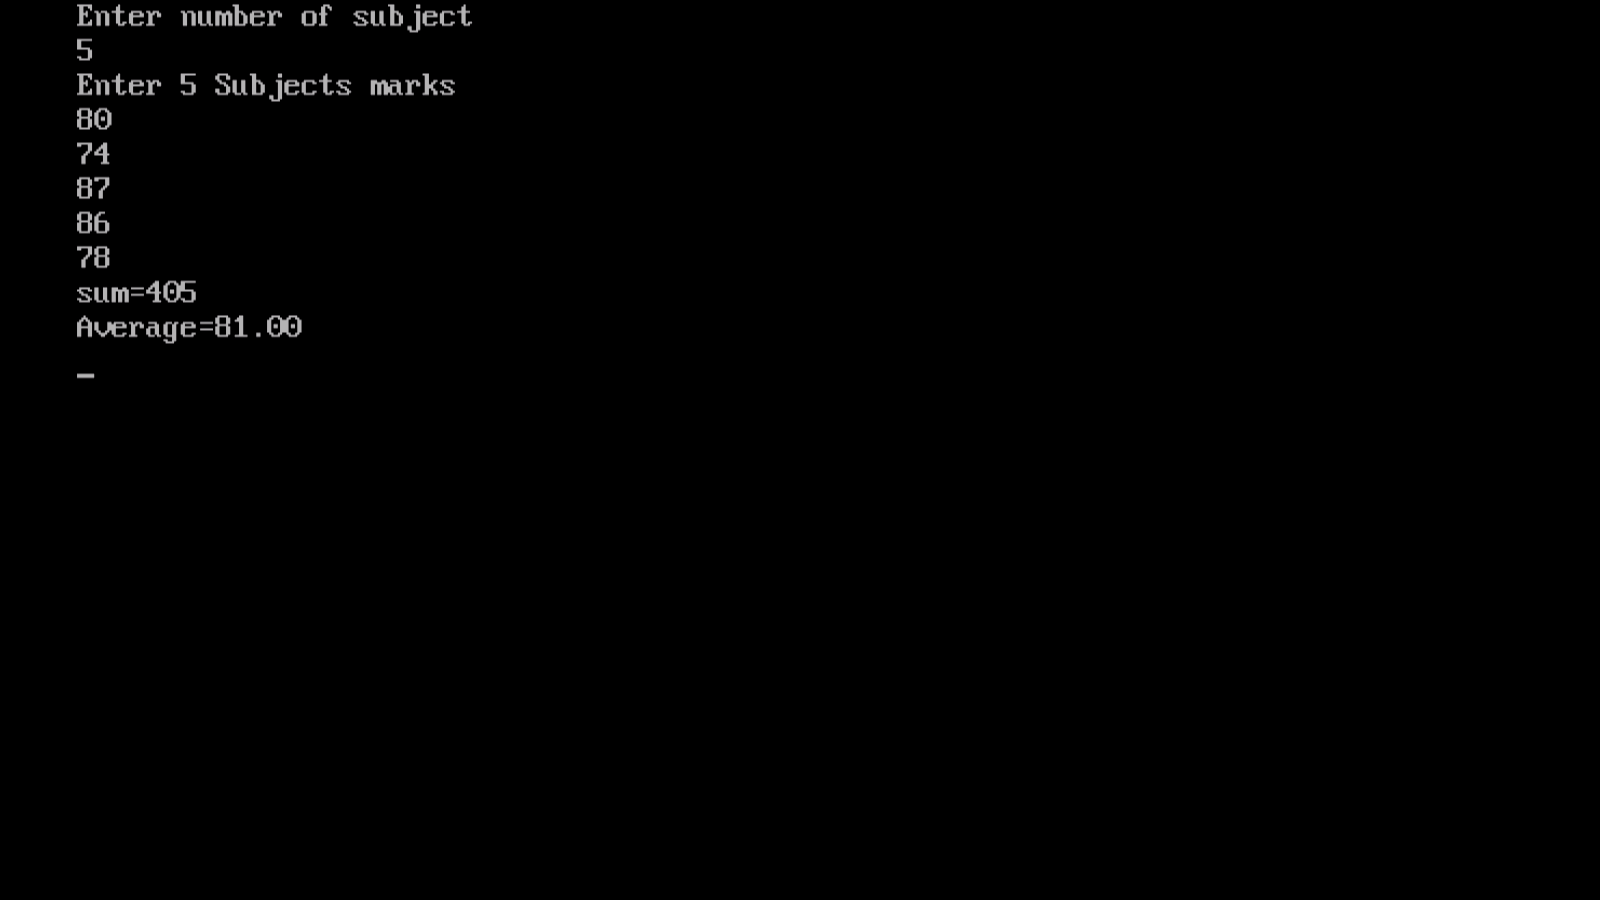 Enter number of subject
5
Enter 5 Subjects marks
80
74
87
86
78
sum=405
Average=81.00
_